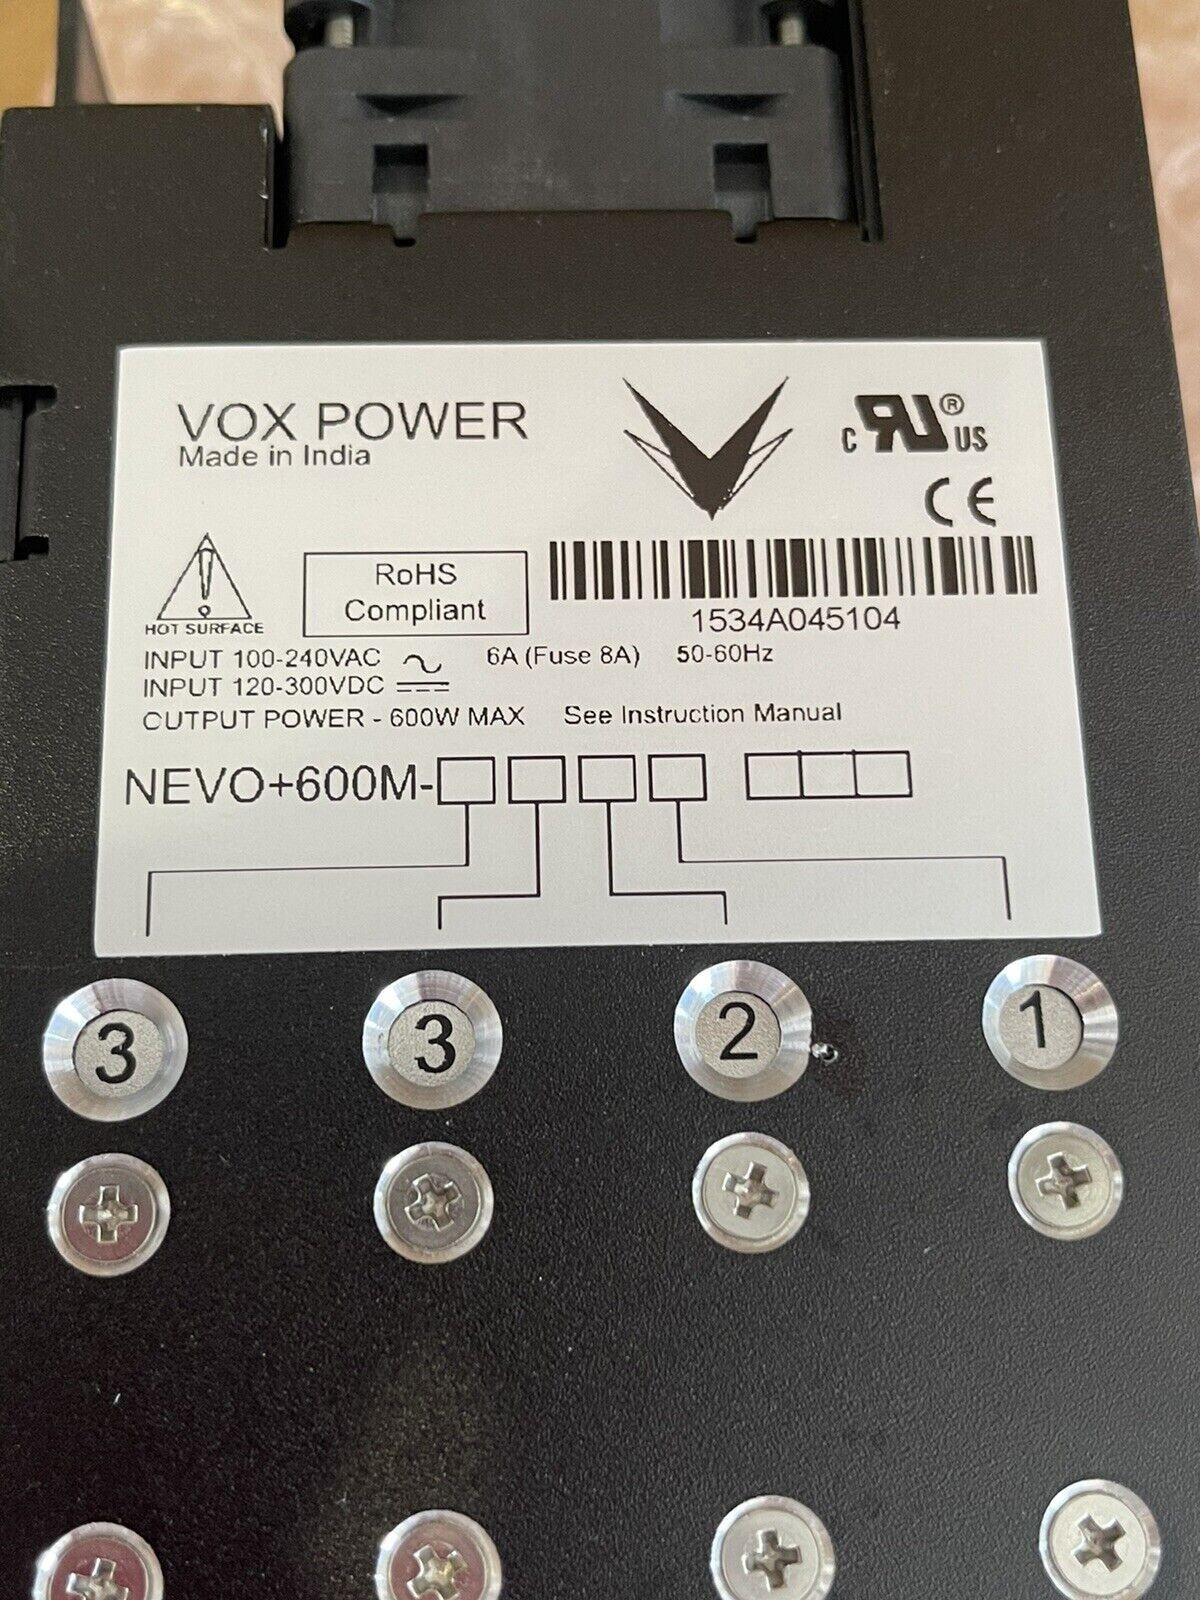 VOX POWER
Made in India
c RU ® US
CE
HOT SURFACE
RoHS
Compliant
1534A045104
INPUT 100-240VAC 6A (Fuse 8A) 50-60Hz
INPUT 120-300VDC
OUTPUT POWER - 600W MAX See Instruction Manual
NEVO+600M-
3 3 2 1